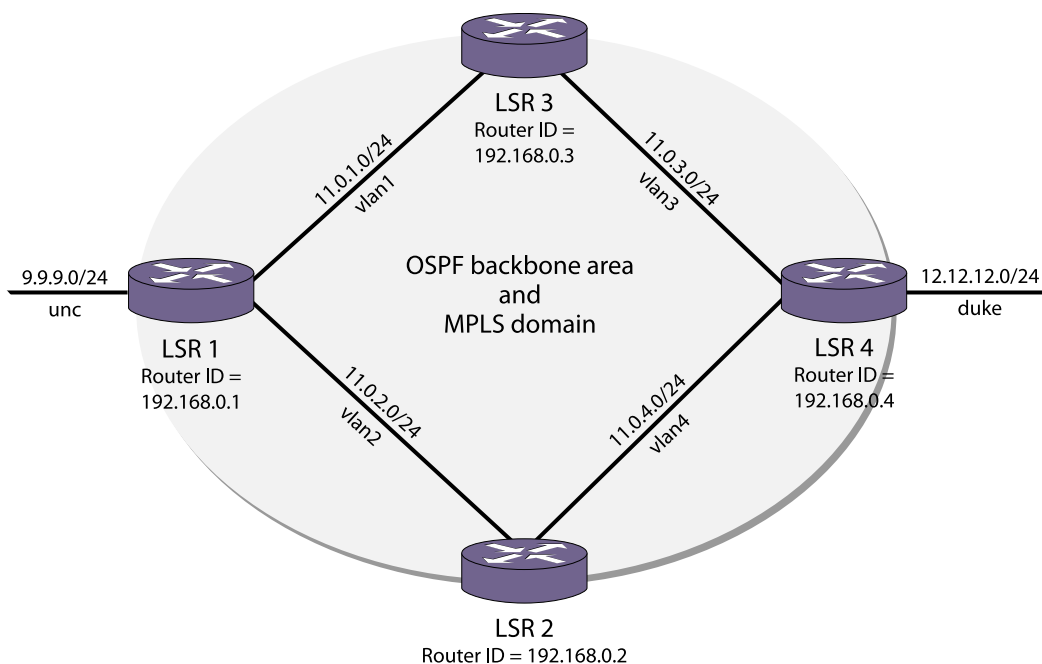 LSR 3
Router ID =
192.168.0.3
11.0.1.0/24
vlan1
11.0.3.0/24
vlan3
9.9.9.0/24
unc
OSPF backbone area
and
MPLS domain
12.12.12.0/24
duke
LSR 1
Router ID =
192.168.0.1
LSR 4
Router ID =
192.168.0.4
11.0.2.0/24
vlan2
11.0.4.0/24
vlan4
LSR 2
Router ID = 192.168.0.2